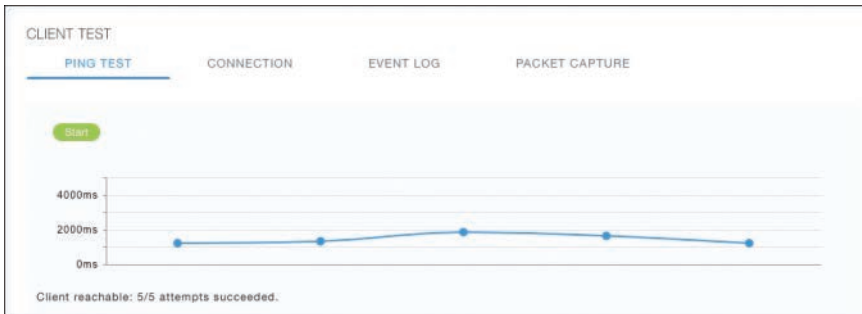 CLIENT TEST
PING TEST CONNECTION EVENT LOG PACKET CAPTURE
Start
4000ms
2000ms
0ms
Client reachable: 5/5 attempts succeeded.